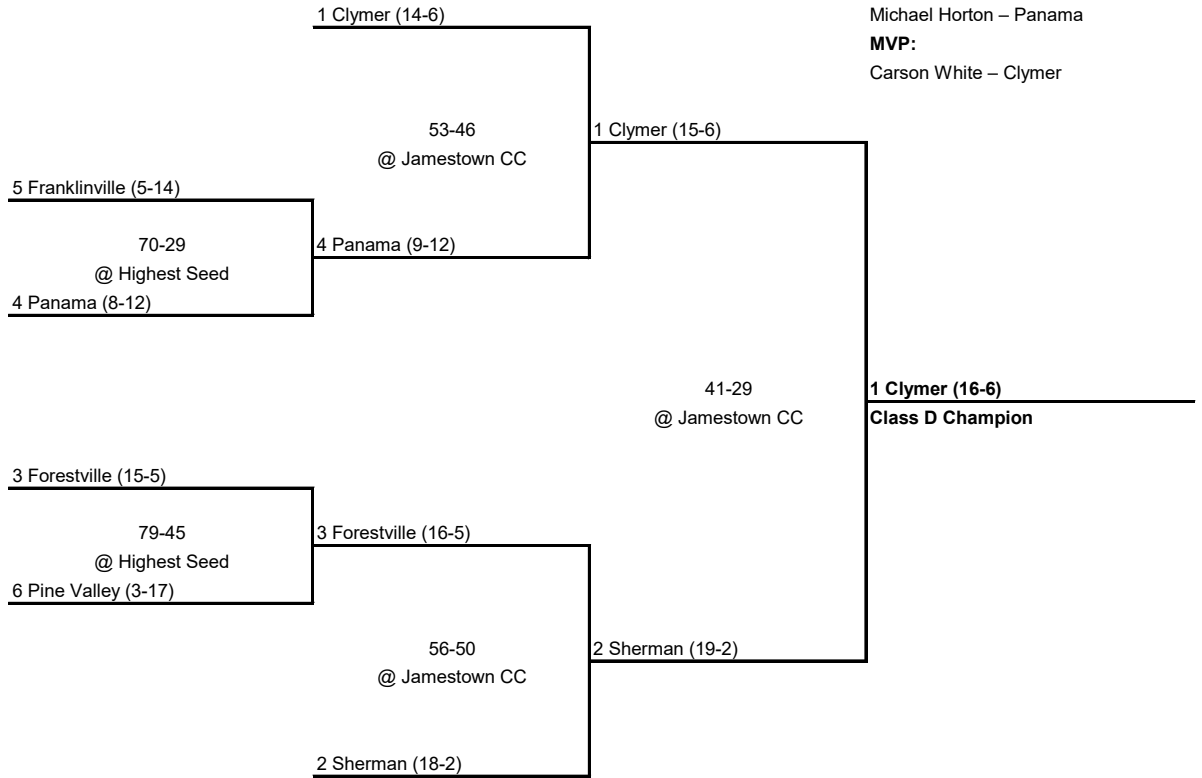 1 Clymer (14-6)
Michael Horton – Panama
MVP:
Carson White – Clymer
53-46
@ Jamestown CC
1 Clymer (15-6)
5 Franklinville (5-14)
70-29
@ Highest Seed
4 Panama (9-12)
4 Panama (8-12)
41-29
@ Jamestown CC
1 Clymer (16-6)
Class D Champion
3 Forestville (15-5)
79-45
@ Highest Seed
3 Forestville (16-5)
6 Pine Valley (3-17)
56-50
@ Jamestown CC
2 Sherman (19-2)
2 Sherman (18-2)